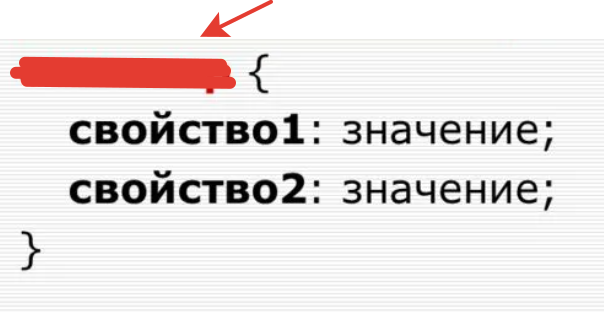 {
свойство1: значение;
свойство2: значение;
}